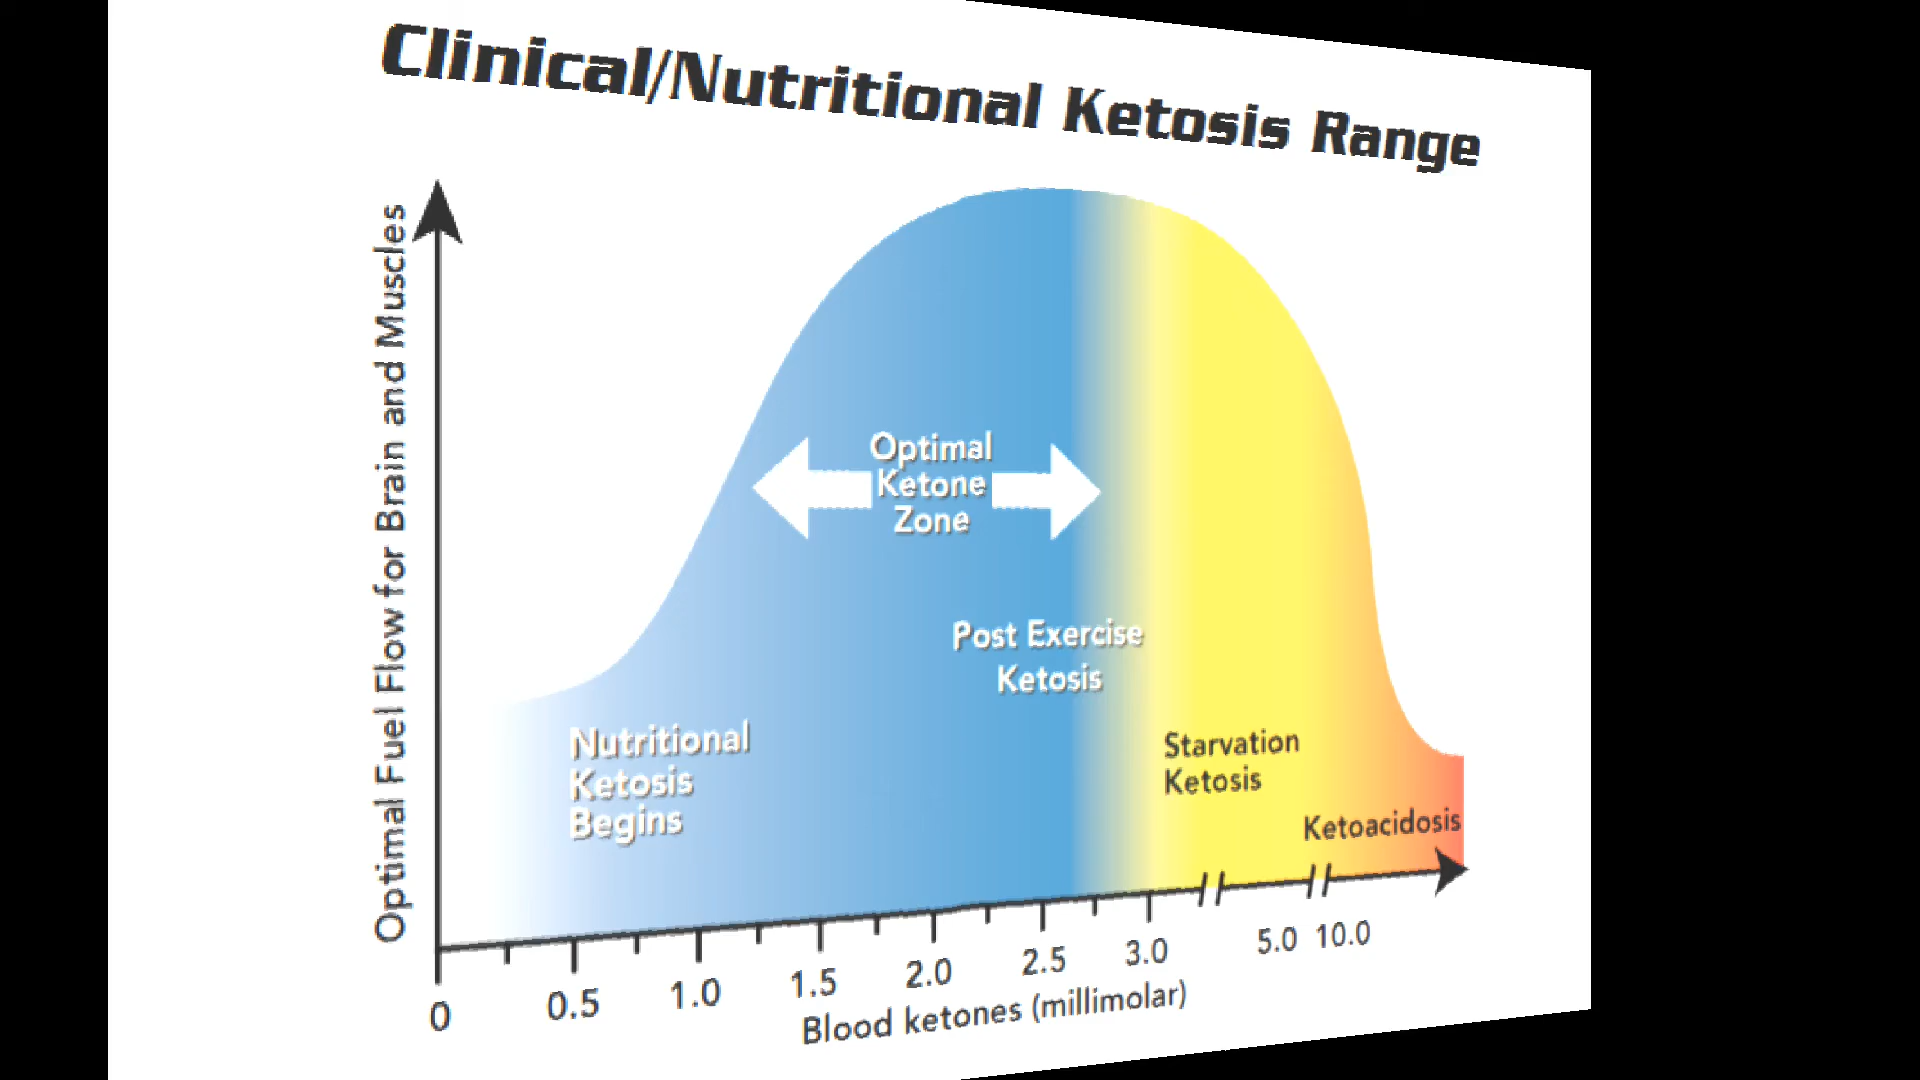 Clinical/Nutritional Ketosis Range
Optimal Fuel Flow for Brain and Muscles
Optimal
Ketone
Zone
Post Exercise
Ketosis
Nutritional
Ketosis
Begins
Starvation
Ketosis
Ketoacidosis
0 0.5 1.0 1.5 2.0 2.5 3.0 5.0 10.0
Blood ketones (millimolar)